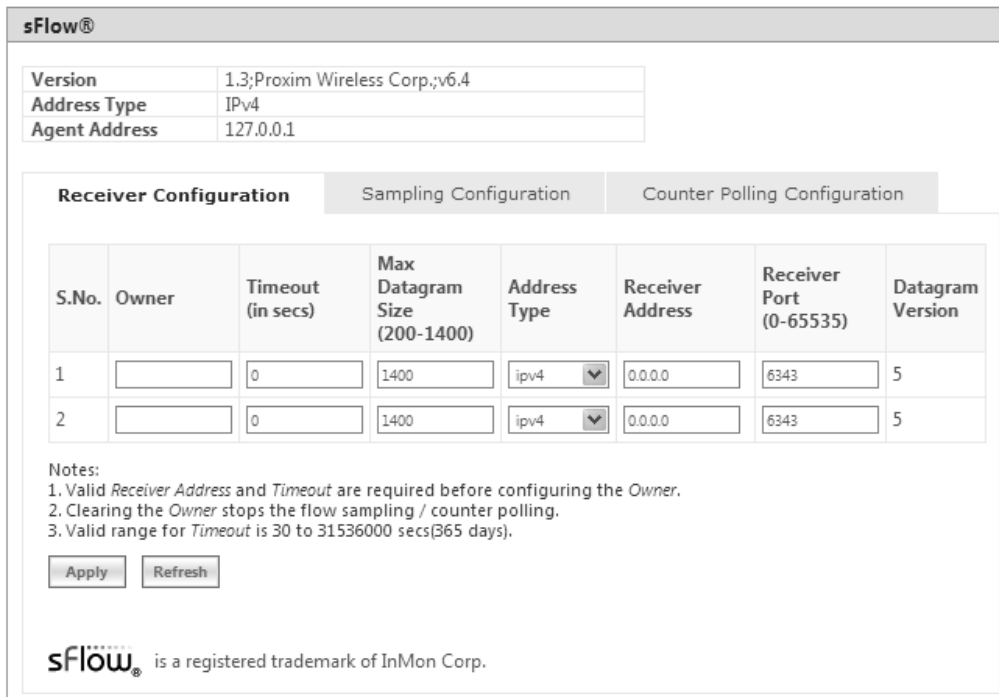 sFlow®
Version 1.3;Proxim Wireless Corp.;v6.4
Address Type IPv4
Agent Address 127.0.0.1
Receiver Configuration Sampling Configuration Counter Polling Configuration
S.No. Owner Timeout (in secs) Max Datagram Size (200-1400) Address Type Receiver Address Receiver Port (0-65535) Datagram Version
1 0 1400 ipv4 0.0.0.0 6343 5
2 0 1400 ipv4 0.0.0.0 6343 5
Notes:
1. Valid Receiver Address and Timeout are required before configuring the Owner.
2. Clearing the Owner stops the flow sampling / counter polling.
3. Valid range for Timeout is 30 to 31536000 secs(365 days).
Apply Refresh
sFlow® is a registered trademark of InMon Corp.